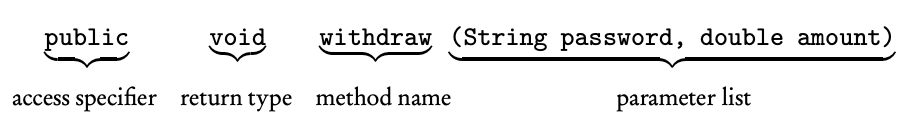 public void withdraw (String password, double amount)
access specifier return type method name parameter list